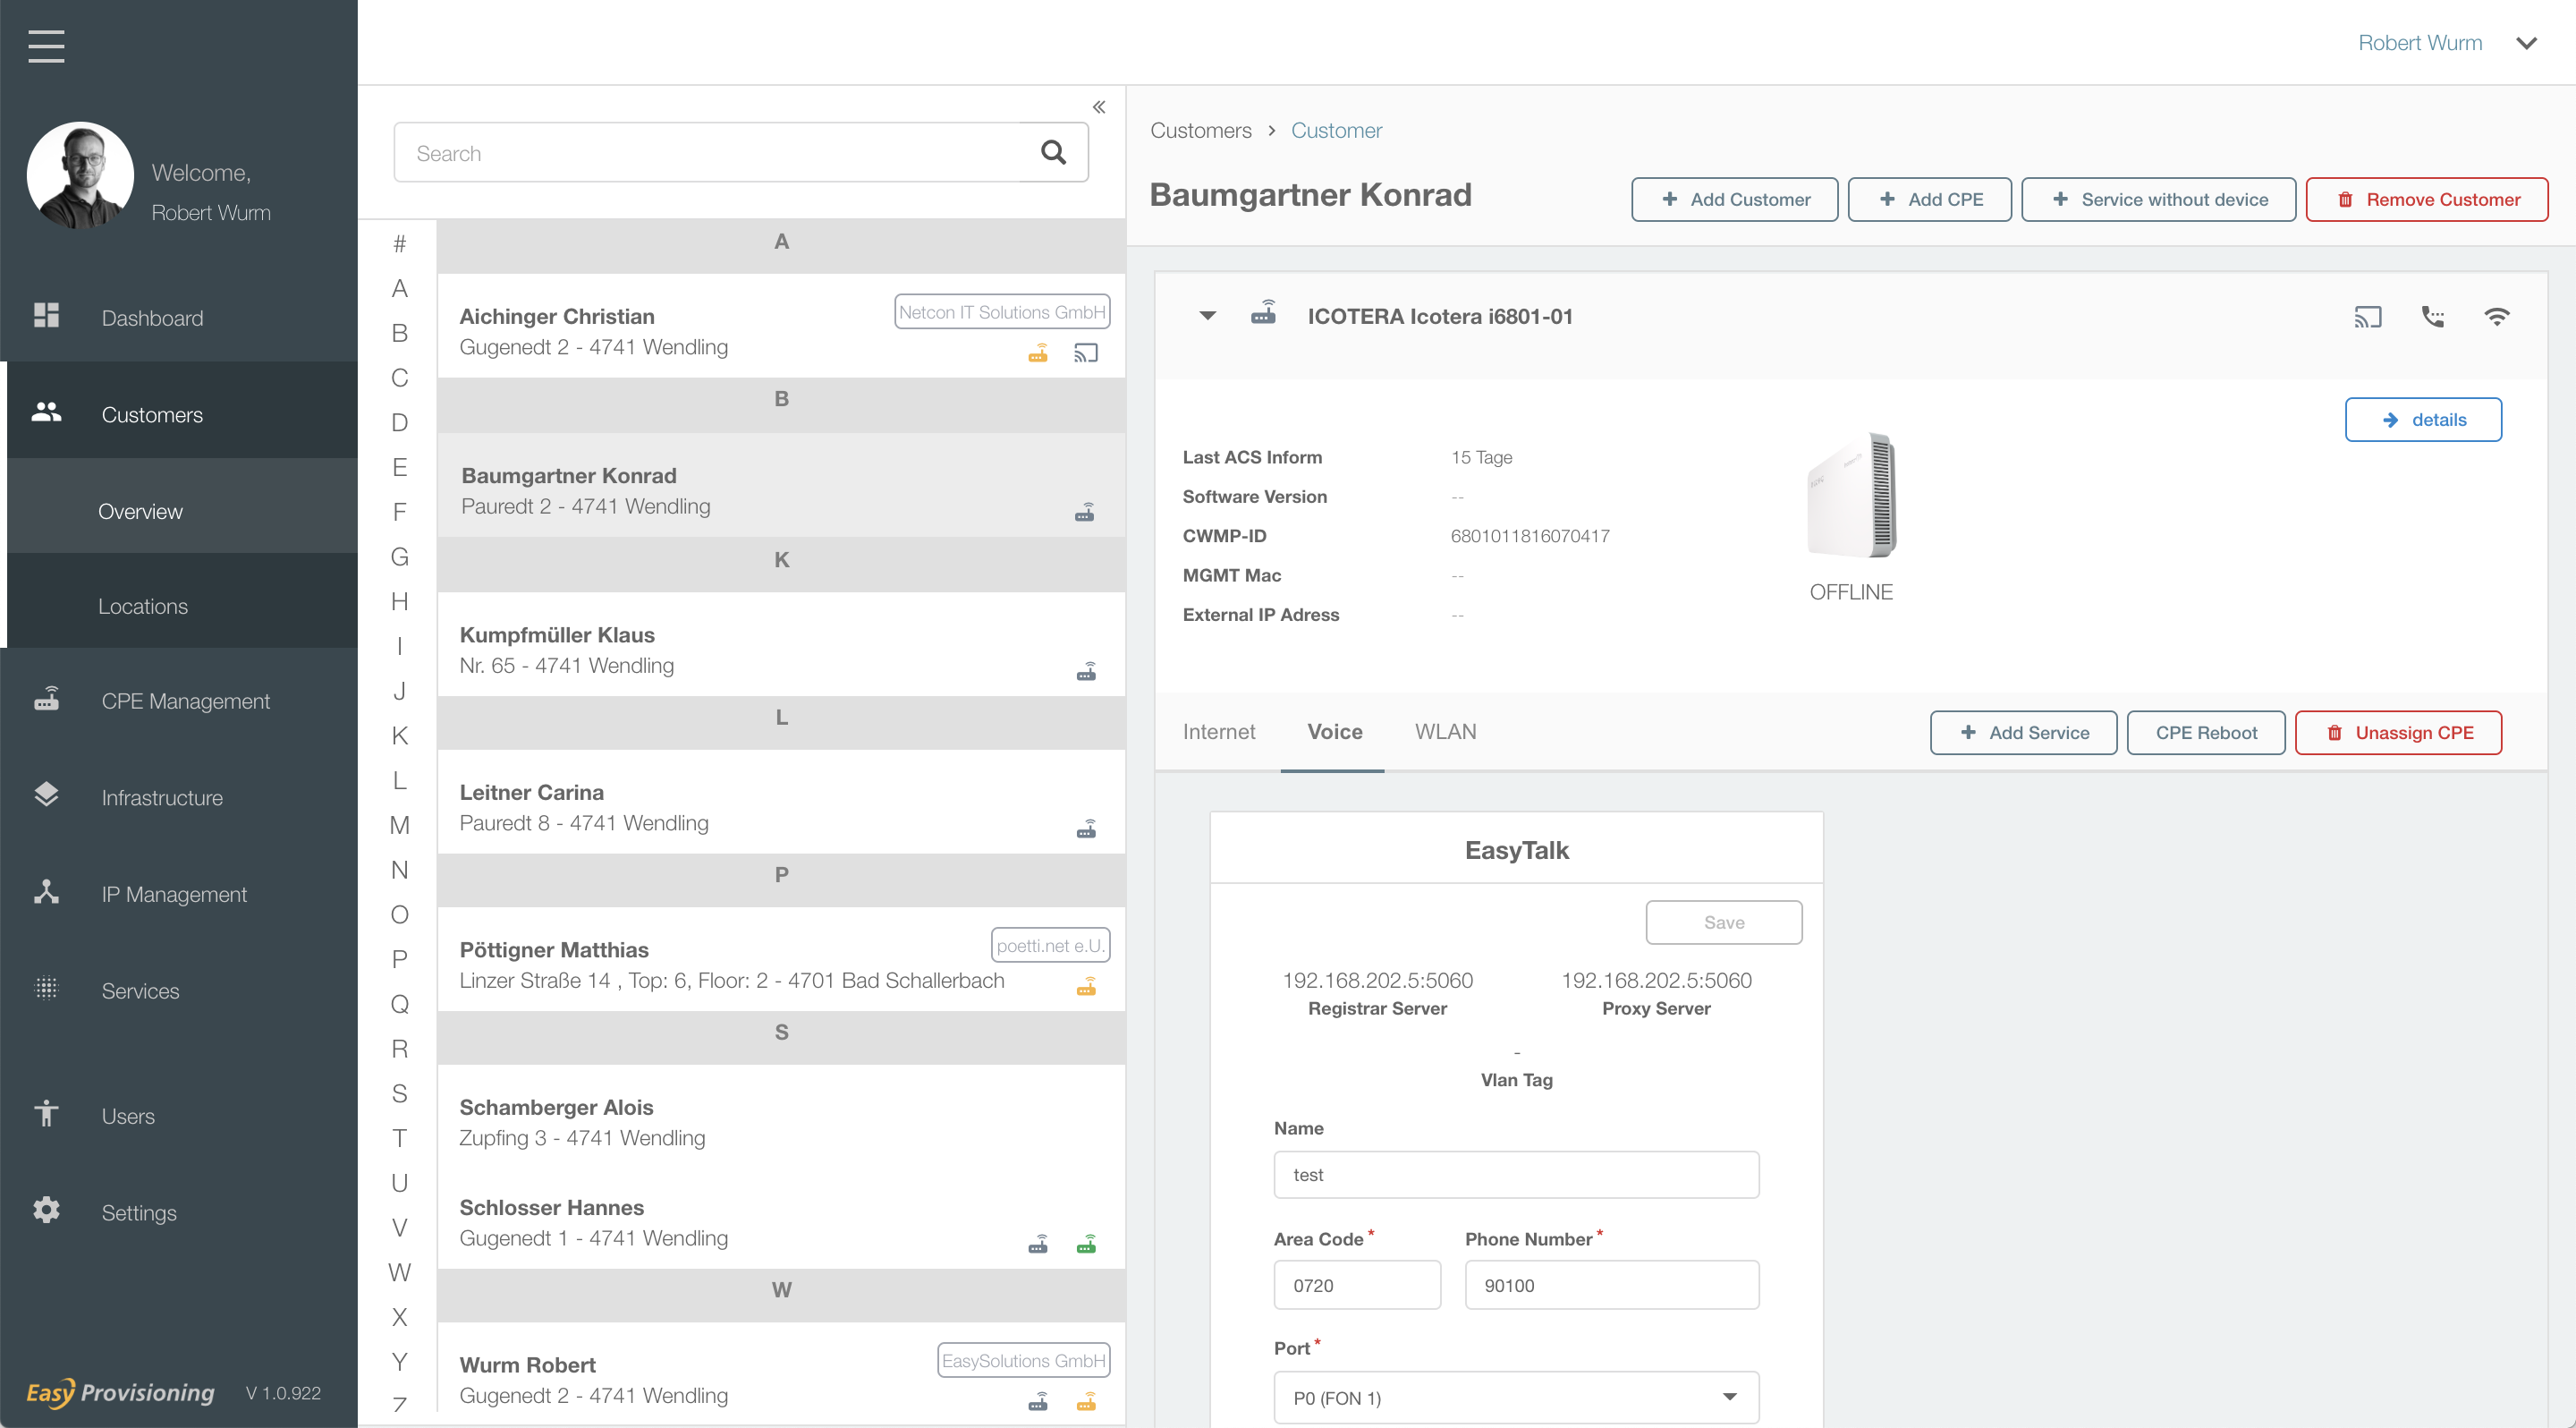 Robert Wurm
Welcome,
Robert Wurm
Dashboard
Customers
Overview
Locations
CPE Management
Infrastructure
IP Management
Services
Users
Settings
Easy Provisioning V 1.0.922
Search
#
A
B
C
D
E
F
G
H
I
J
K
L
M
N
O
P
Q
R
S
T
U
V
W
X
Y
Z
A
Aichinger Christian
Netcon IT Solutions GmbH
Gugenedt 2 - 4741 Wendling
B
Baumgartner Konrad
Pauredt 2 - 4741 Wendling
K
Kumpfmüller Klaus
Nr. 65 - 4741 Wendling
L
Leitner Carina
Pauredt 8 - 4741 Wendling
P
Pöttigner Matthias
poetti.net e.U.
Linzer Straße 14 , Top: 6, Floor: 2 - 4701 Bad Schallerbach
S
Schamberger Alois
Zupfing 3 - 4741 Wendling
Schlosser Hannes
Gugenedt 1 - 4741 Wendling
W
Wurm Robert
EasySolutions GmbH
Gugenedt 2 - 4741 Wendling
Customers > Customer
Baumgartner Konrad
+ Add Customer
+ Add CPE
+ Service without device
Remove Customer
ICOTERA Icotera i6801-01
details
Last ACS Inform 15 Tage
Software Version --
CWMP-ID 6801011816070417
MGMT Mac --
External IP Adress --
OFFLINE
Internet
Voice
WLAN
+ Add Service
CPE Reboot
Unassign CPE
EasyTalk
Save
192.168.202.5:5060 192.168.202.5:5060
Registrar Server Proxy Server
-
Vlan Tag
Name
test
Area Code * Phone Number *
0720 90100
Port *
P0 (FON 1)